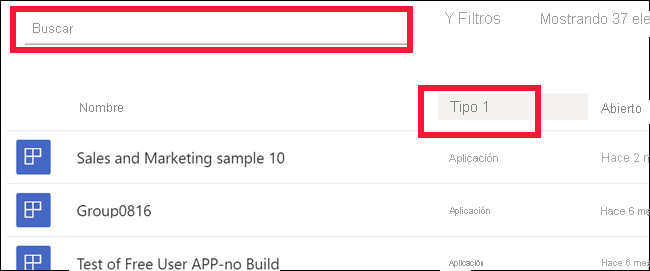 Buscar
Y Filtros
Mostrando 37 ele
Nombre
Tipo 1
Abierto
Sales and Marketing sample 10
Aplicación
Hace 2 m
Group0816
Aplicación
Hace 6 me
Test of Free User APP-no Build
Aplicación
Hace 6 mes